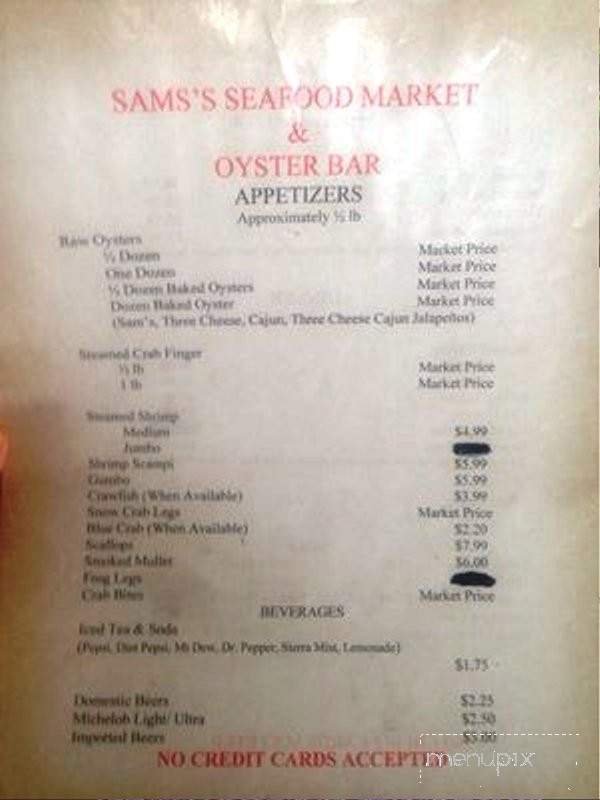 SAMS'S SEAFOOD MARKET
&
OYSTER BAR
APPETIZERS
Approximately ½ lb
Raw Oysters
½ Dozen Market Price
One Dozen Market Price
½ Dozen Baked Oysters Market Price
Dozen Baked Oyster Market Price
(Sam's, Three Cheese, Cajun, Three Cheese Cajun Jalapeños)
Steamed Crab Finger
½ lb Market Price
1 lb Market Price
Steamed Shrimp
Medium $4.99
Jumbo
Shrimp Scampi $5.99
Gumbo $5.99
Crawfish (When Available) $3.99
Snow Crab Legs Market Price
Blue Crab (When Available) $2.20
Scallops $7.99
Smoked Mullet $6.00
Frog Legs
Crab Bites Market Price
BEVERAGES
Iced Tea & Soda
(Pepsi, Diet Pepsi, Mt Dew, Dr. Pepper, Sierra Mist, Lemonade)
$1.75
Domestic Beers $2.25
Michelob Light/ Ultra $2.50
Imported Beers
NO CREDIT CARDS ACCEPTED
menupix